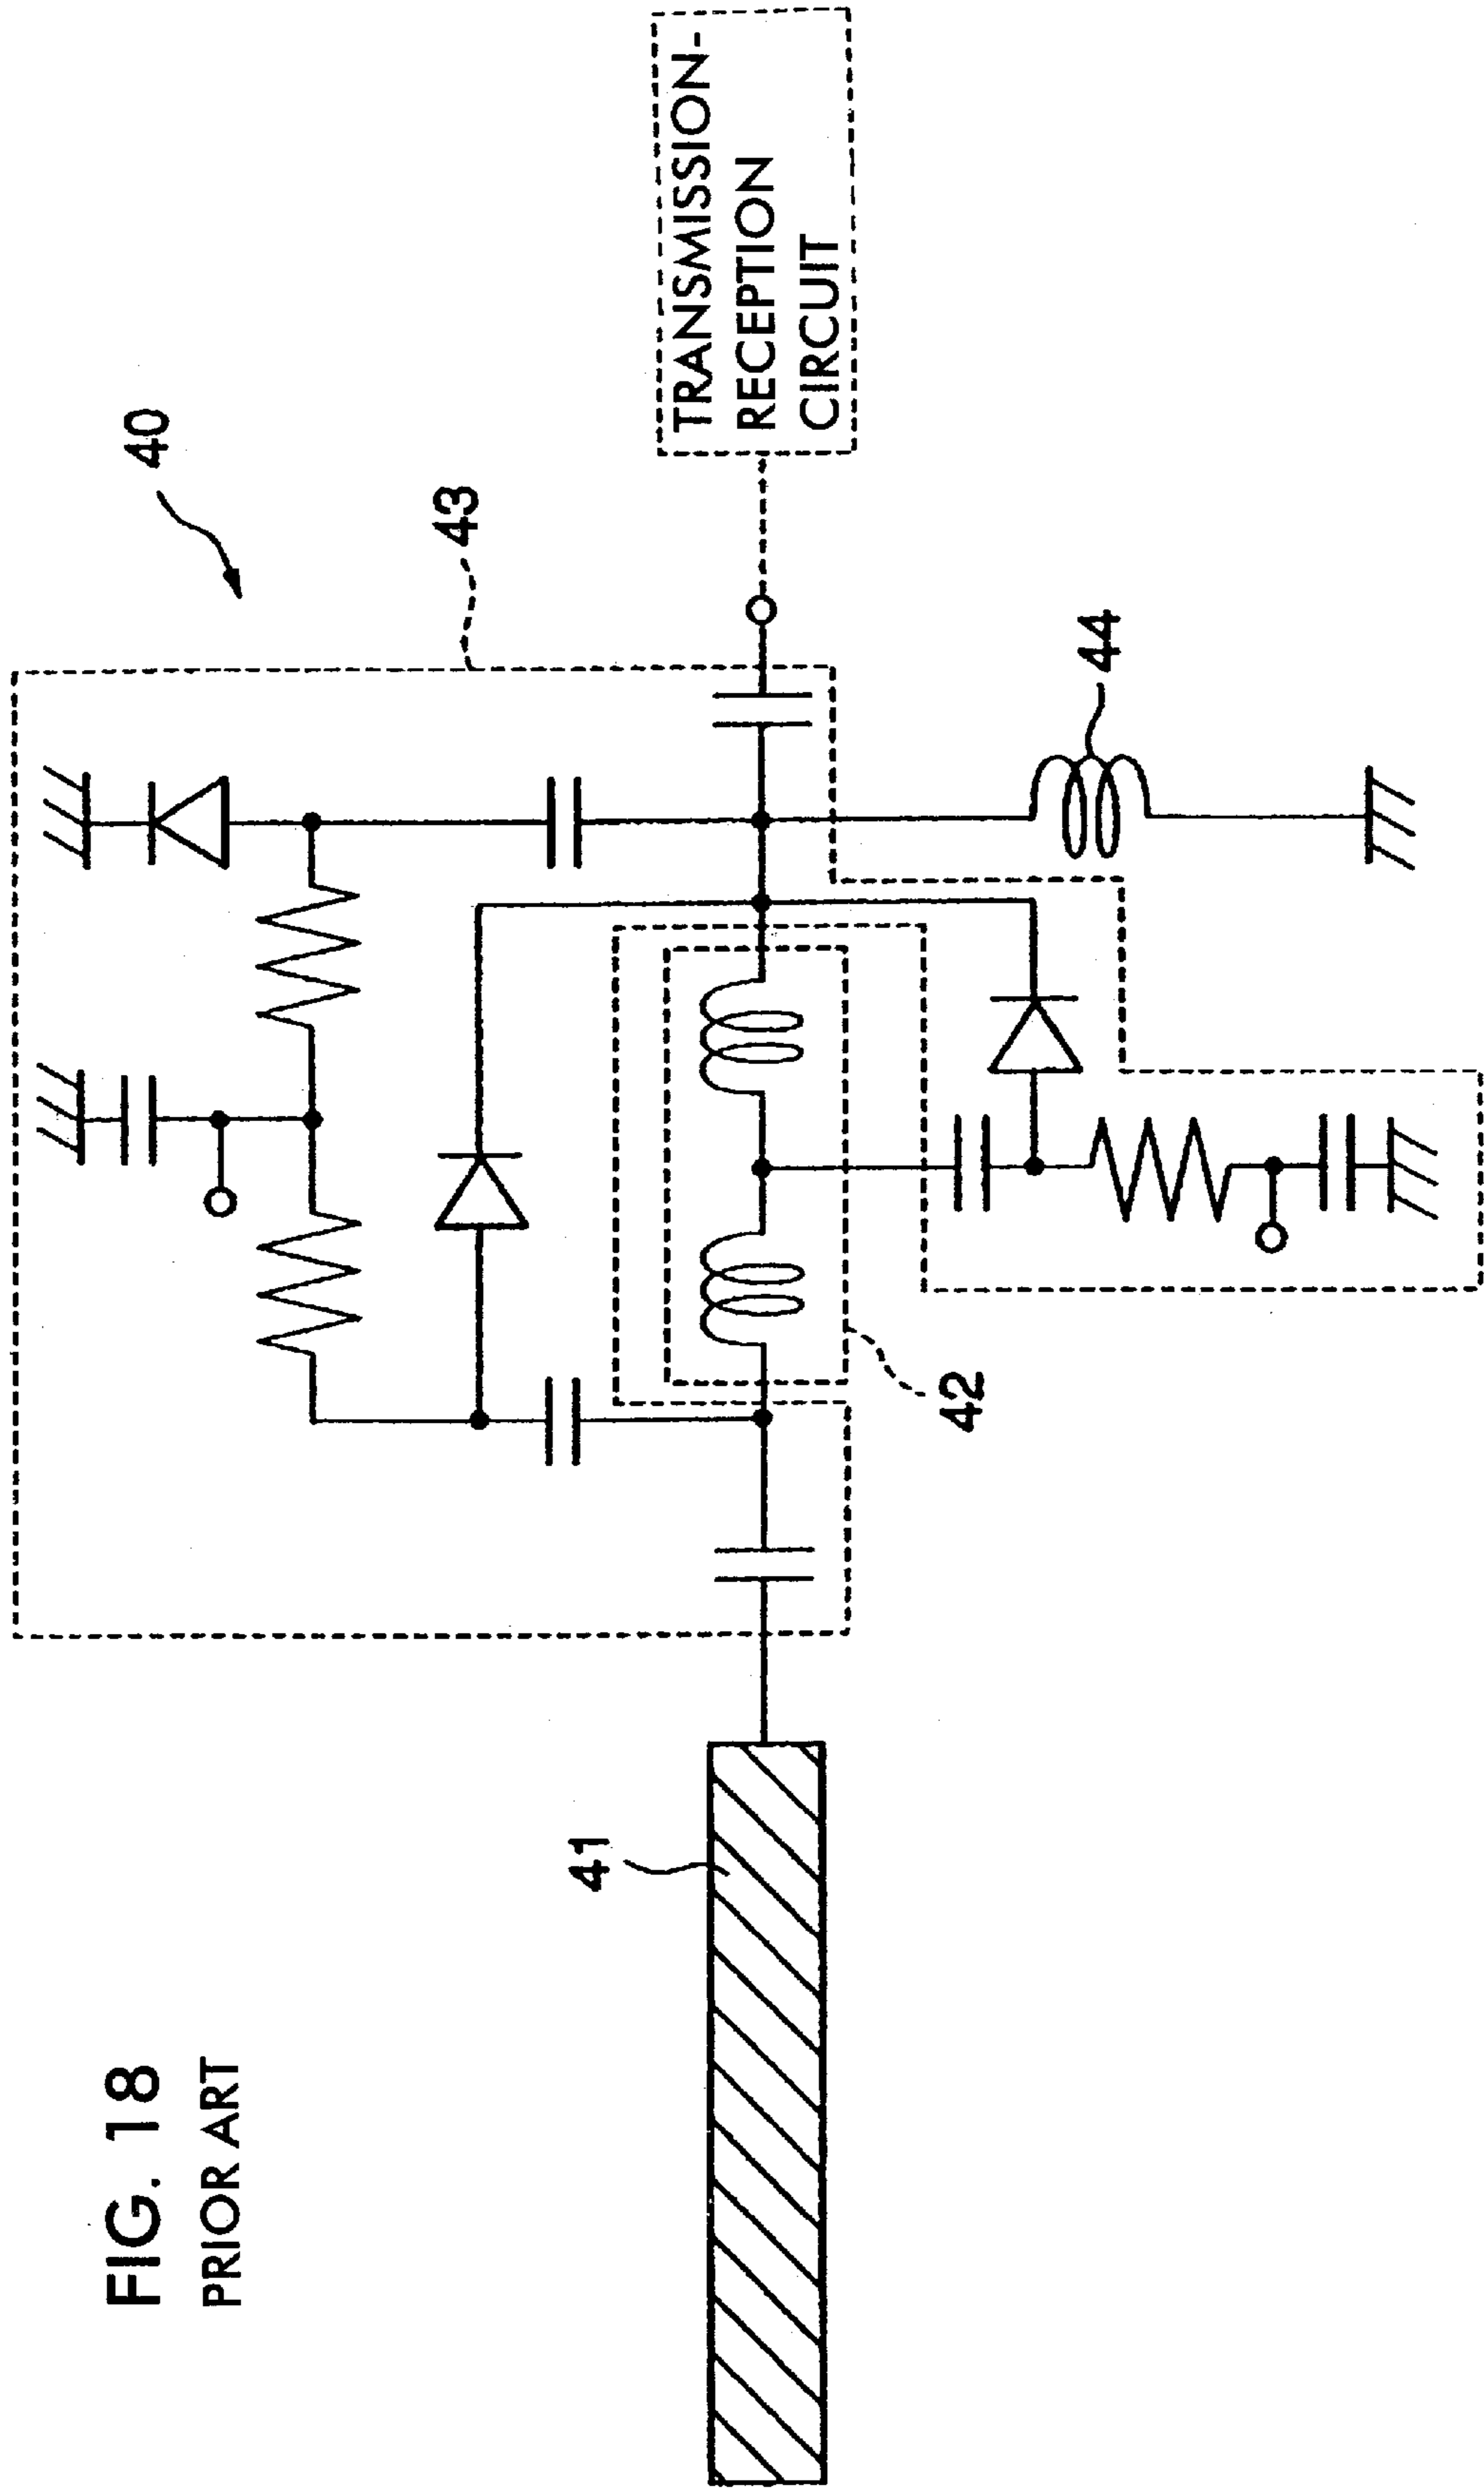 FIG. 18
PRIOR ART
40
43
TRANSMISSION-
RECEPTION
CIRCUIT
41
42
44